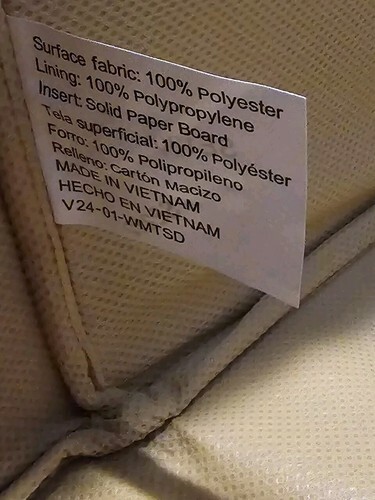 Surface fabric: 100% Polyester
Lining: 100% Polypropylene
Insert: Solid Paper Board
Tela superficial: 100% Polyéster
Forro: 100% Polipropileno
Relleno: Cartón Macizo
MADE IN VIETNAM
HECHO EN VIETNAM
V24-01-WMTSD